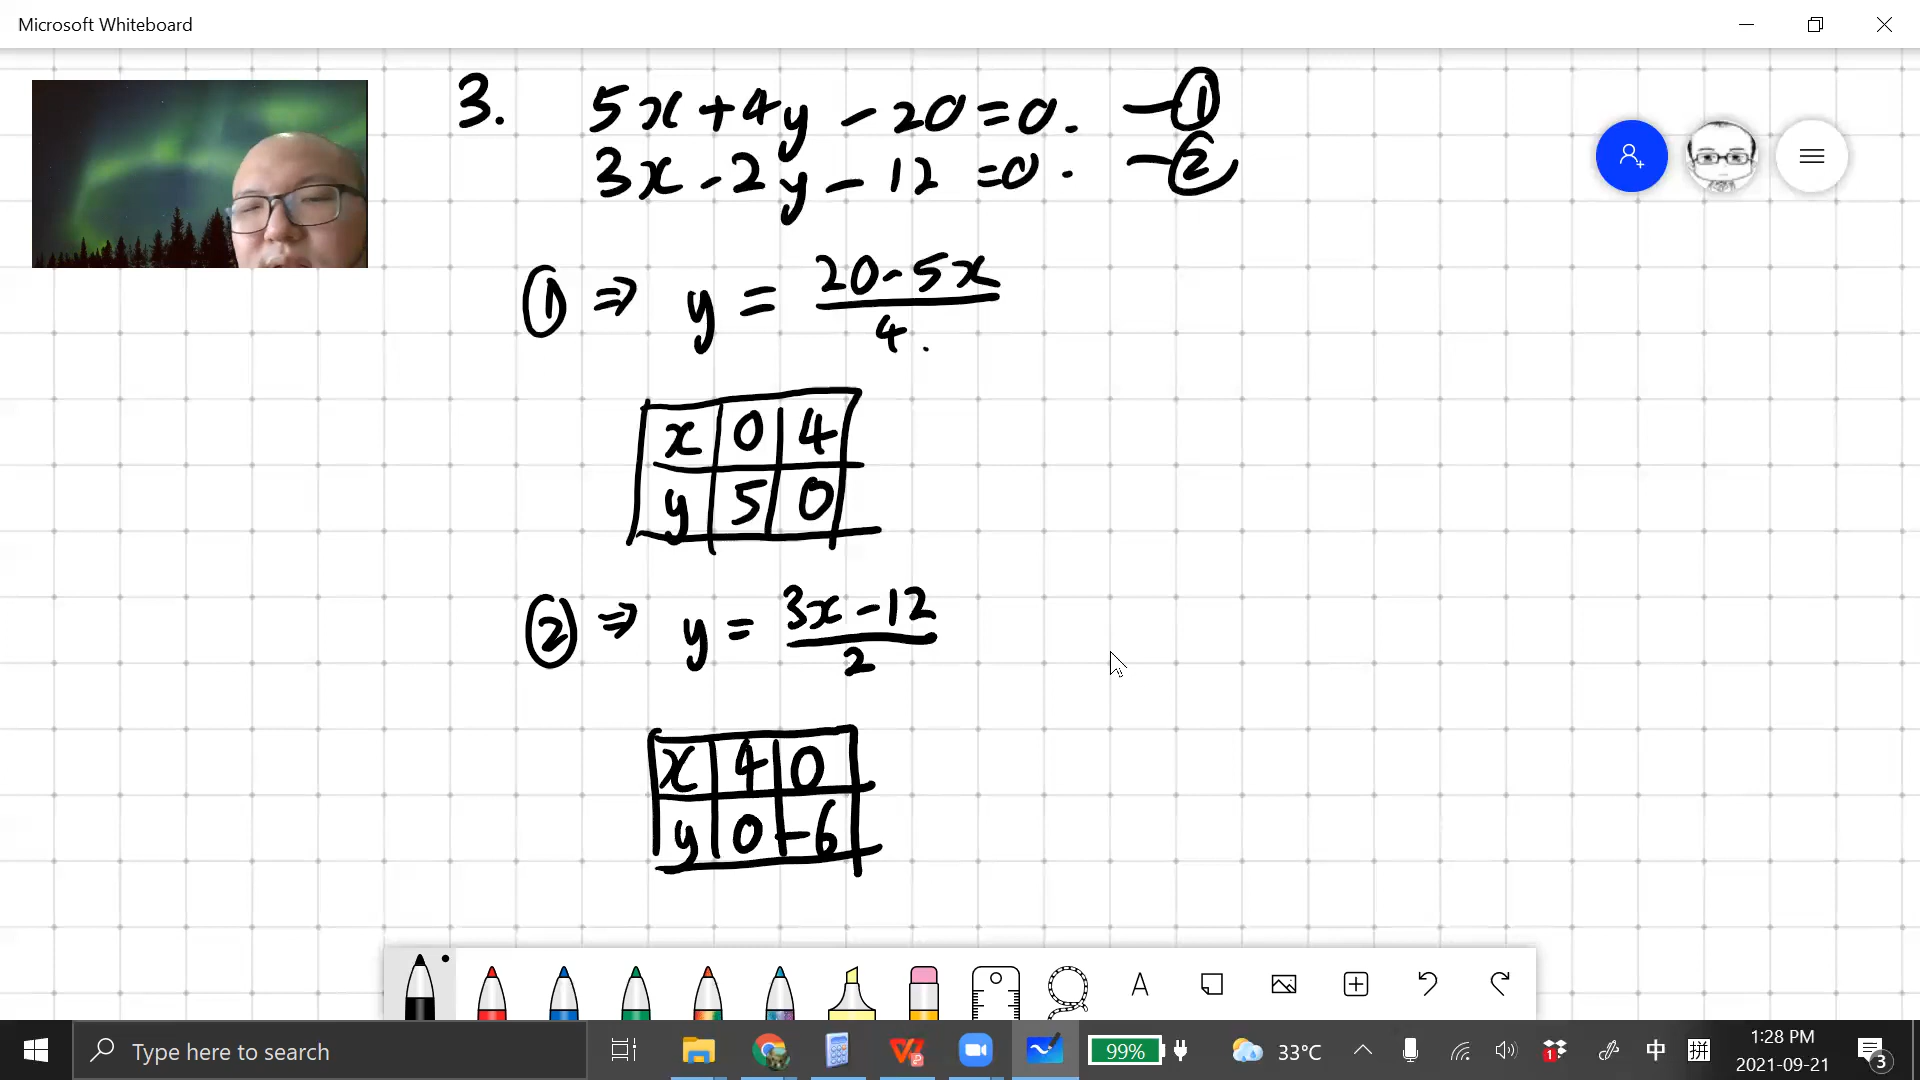 Microsoft Whiteboard
3. 5x + 4y - 20 = 0. - ①
3x - 2y - 12 = 0. - ②
① ⇒ y = 20 - 5x
4.
x 0 4
y 5 0
② ⇒ y = 3x - 12
2
x 4 0
y 0 -6
A
Type here to search
99%
33°C
1
中
拼
1:28 PM
2021-09-21
3